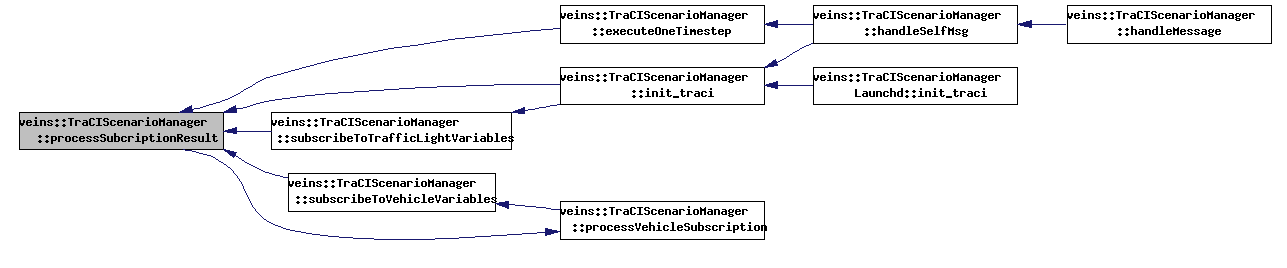 veins::TraCIScenarioManager
::executeOneTimestep
veins::TraCIScenarioManager
::handleSelfMsg
veins::TraCIScenarioManager
::handleMessage
veins::TraCIScenarioManager
::init_traci
veins::TraCIScenarioManager
Launchd::init_traci
veins::TraCIScenarioManager
::processSubcriptionResult
veins::TraCIScenarioManager
::subscribeToTrafficLightVariables
veins::TraCIScenarioManager
::subscribeToVehicleVariables
veins::TraCIScenarioManager
::processVehicleSubscription